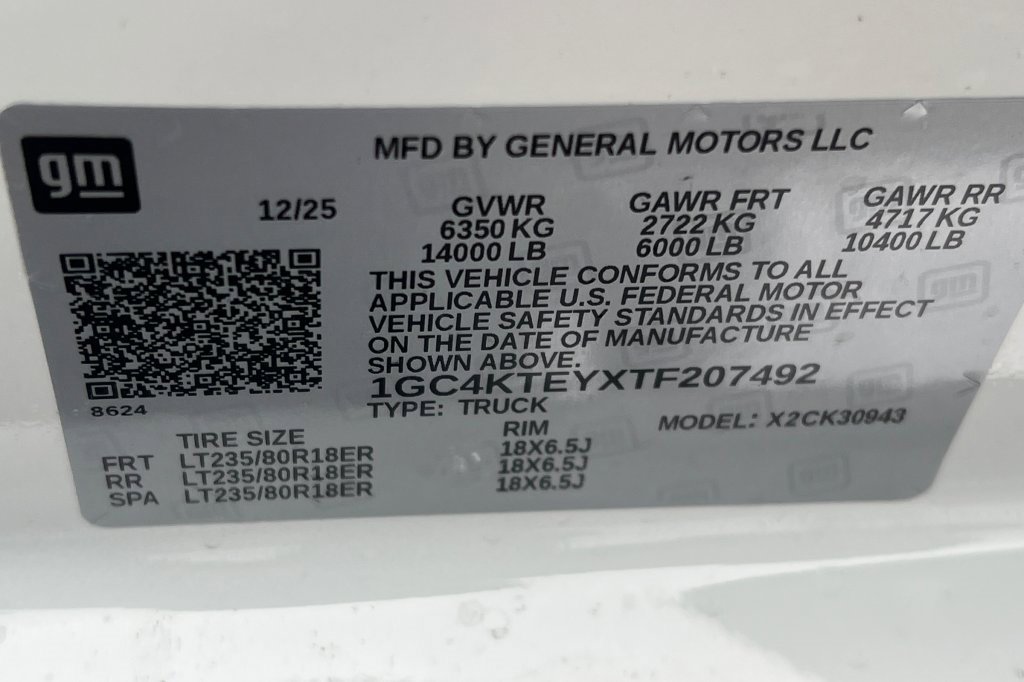 gm
MFD BY GENERAL MOTORS LLC
12/25
GVWR GAWR FRT GAWR RR
6350 KG 2722 KG 4717 KG
14000 LB 6000 LB 10400 LB
THIS VEHICLE CONFORMS TO ALL
APPLICABLE U.S. FEDERAL MOTOR
VEHICLE SAFETY STANDARDS IN EFFECT
ON THE DATE OF MANUFACTURE
SHOWN ABOVE.
1GC4KTEYXTF207492
8624
TYPE: TRUCK
MODEL: X2CK30943
TIRE SIZE RIM
FRT LT235/80R18ER 18X6.5J
RR LT235/80R18ER 18X6.5J
SPA LT235/80R18ER 18X6.5J